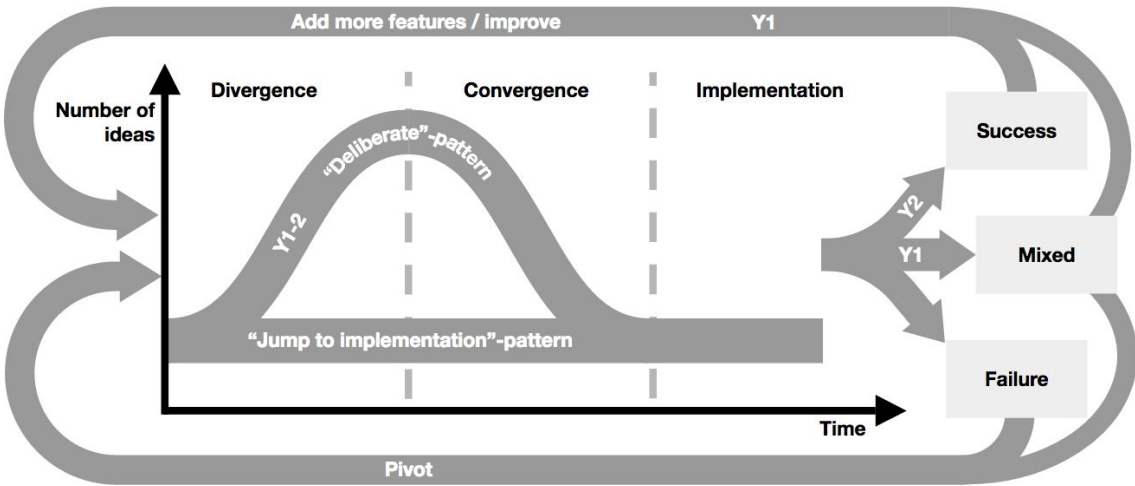 Add more features / improve Y1
Divergence Convergence Implementation
Number of
ideas
"Deliberate"-pattern
Y1-2
"Jump to implementation"-pattern
Time
Y2
Y1
Success
Mixed
Failure
Pivot